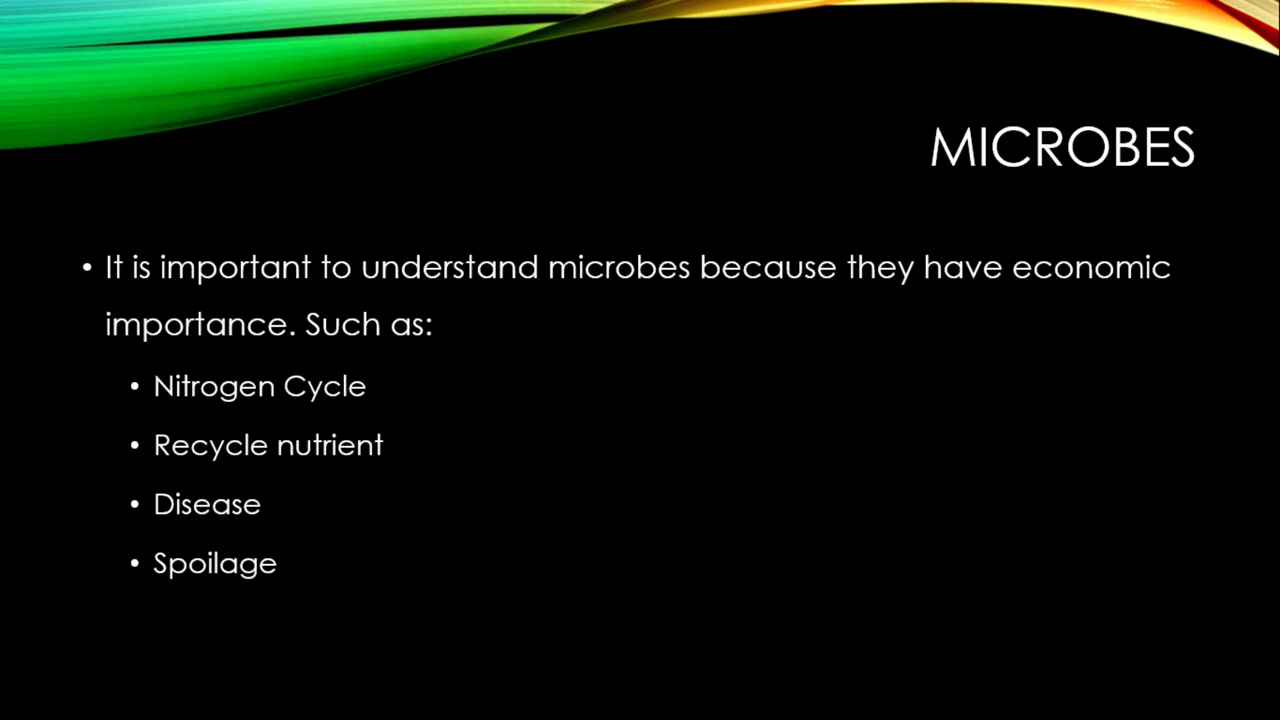 MICROBES
• It is important to understand microbes because they have economic
importance. Such as:
• Nitrogen Cycle
• Recycle nutrient
• Disease
• Spoilage